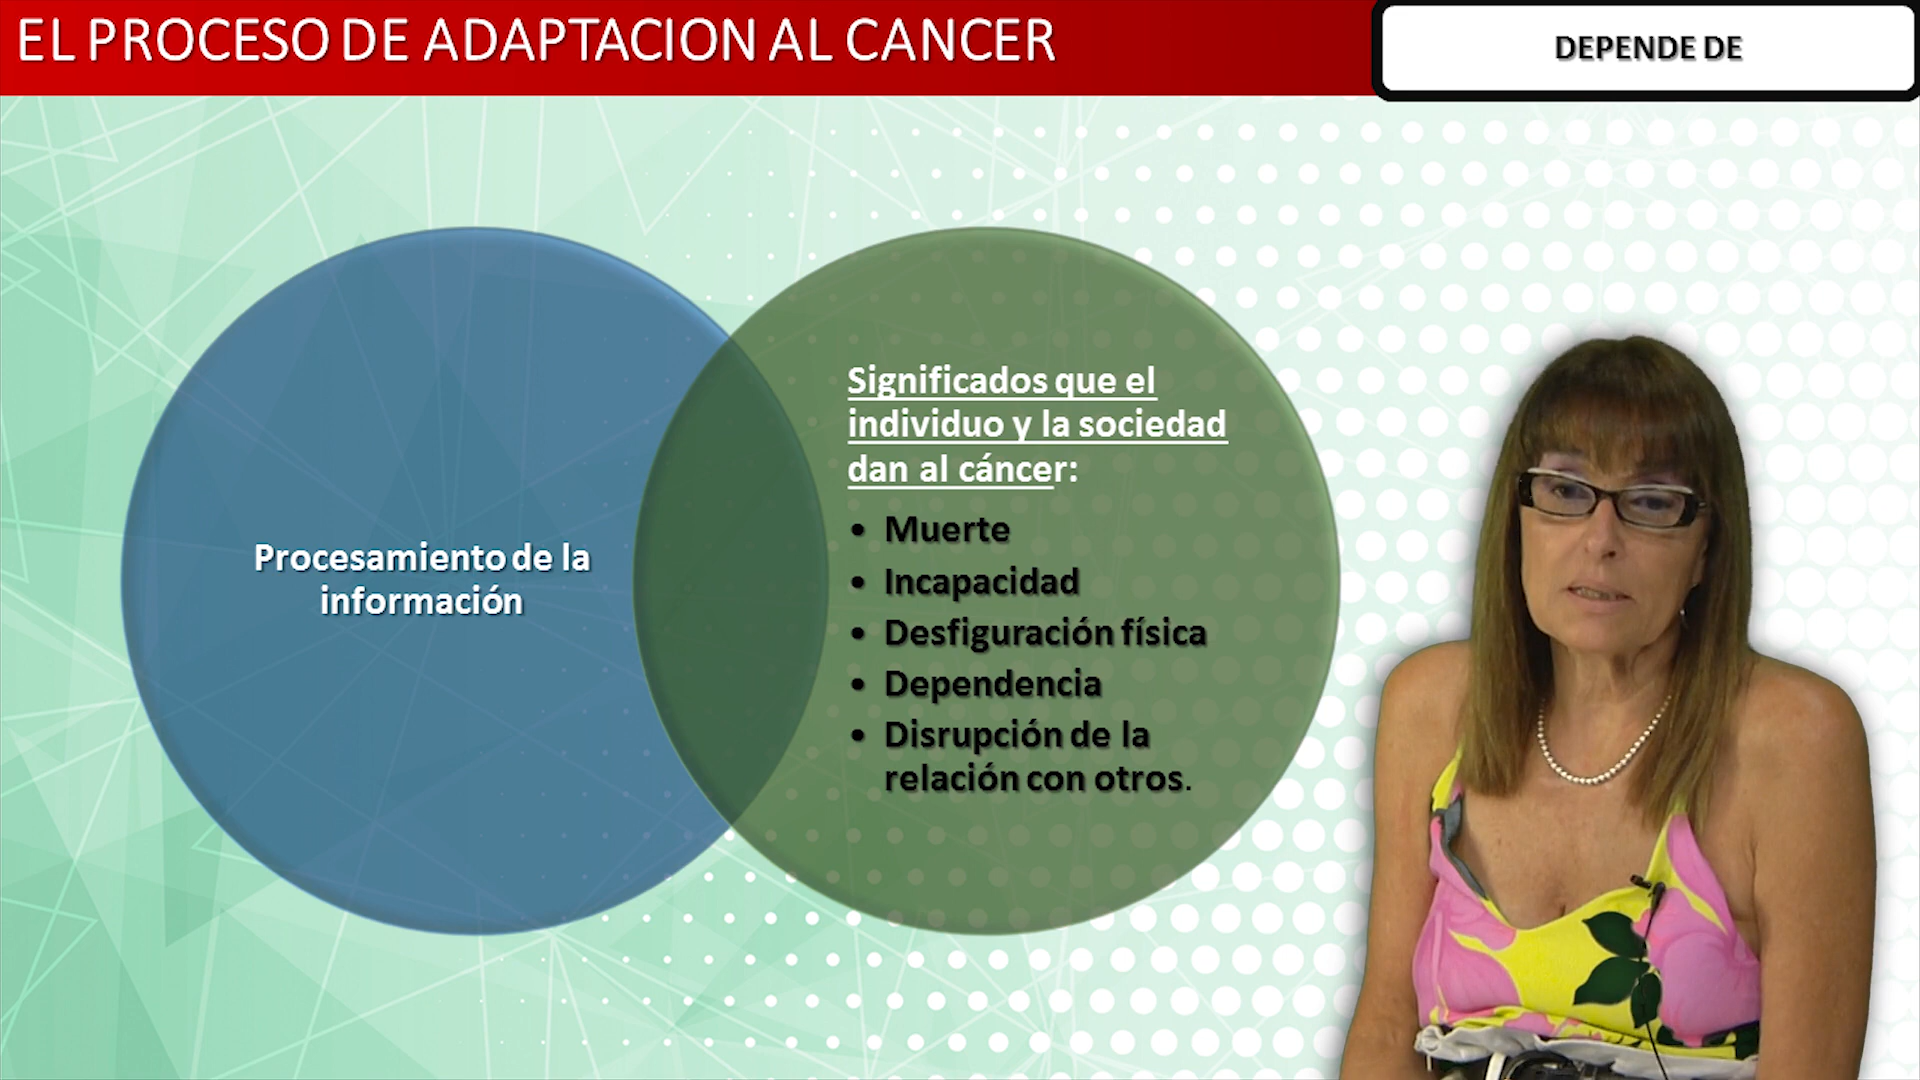 EL PROCESO DE ADAPTACION AL CANCER
DEPENDE DE
Procesamiento de la
información
Significados que el
individuo y la sociedad
dan al cáncer:
• Muerte
• Incapacidad
• Desfiguración física
• Dependencia
• Disrupción de la
relación con otros.